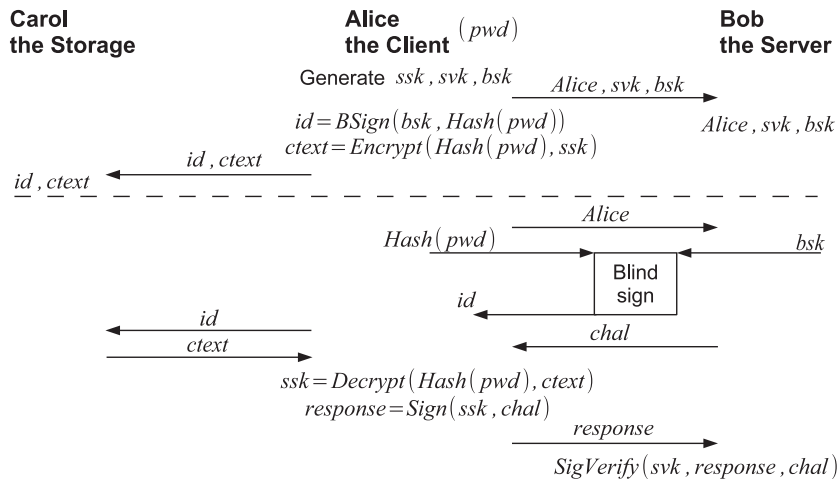 Carol
the Storage
Alice
the Client (pwd)
Bob
the Server
Generate ssk, svk, bsk
Alice, svk, bsk
id=BSign(bsk, Hash(pwd))
Alice, svk, bsk
ctext=Encrypt(Hash(pwd), ssk)
id, ctext
id, ctext
Alice
Hash(pwd)
bsk
Blind
sign
id
id
chal
ctext
ssk=Decrypt(Hash(pwd), ctext)
response=Sign(ssk, chal)
response
SigVerify(svk, response, chal)